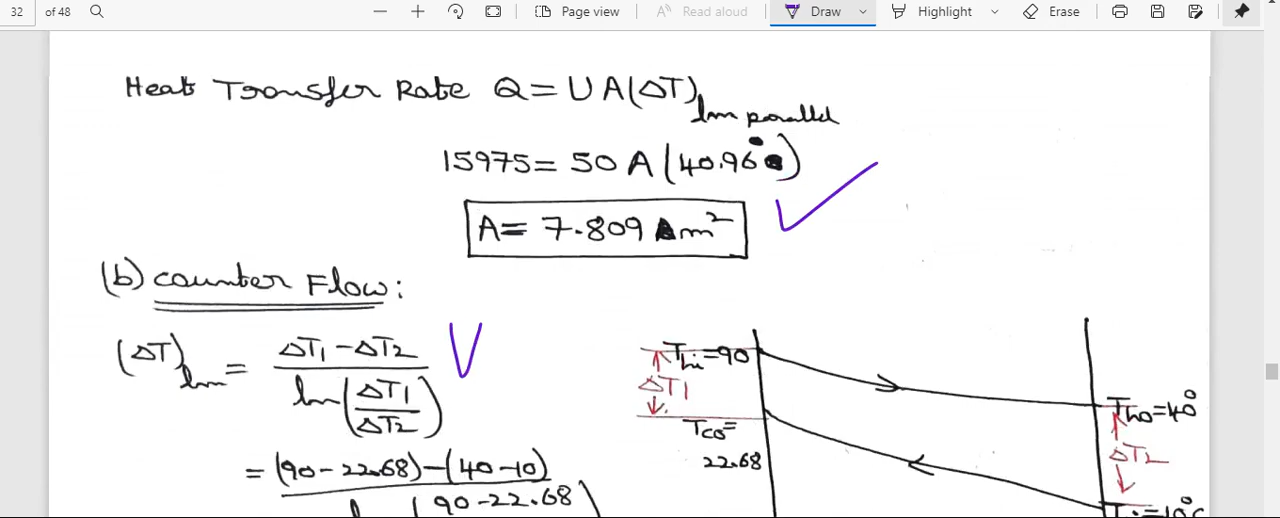 32 of 48 Page view Read aloud Draw Highlight Erase
Heat Transfer Rate Q = UA(ΔT)lm parallel
15975 = 50 A (40.96°)
A = 7.809 m²
(b) counter Flow:
(ΔT)lm = ΔT1 - ΔT2 / ln(ΔT1/ΔT2)
= (90-22.68)-(40-10)
(90-22.68
Thi=90
ΔT1
Tco=
22.68
Tho=40°
ΔT2